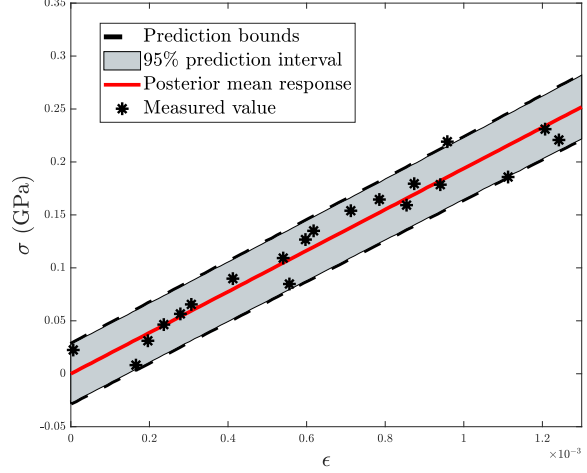 0.35
0.3
0.25
0.2
0.15
0.1
0.05
0
-0.05
σ (GPa)
Prediction bounds
95% prediction interval
Posterior mean response
Measured value
0 0.2 0.4 0.6 0.8 1 1.2
×10⁻³
ϵ